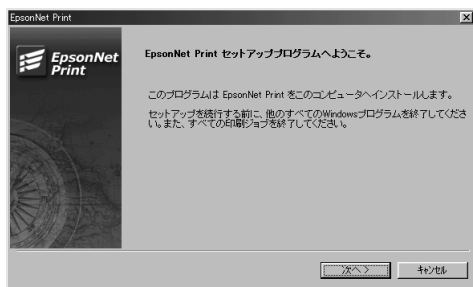 EpsonNet Print
EpsonNet
Print
EpsonNet Print セットアッププログラムへようこそ。
このプログラムは EpsonNet Print をこのコンピュータへインストールします。
セットアップを続行する前に、他のすべてのWindowsプログラムを終了してくださ
い。また、すべての印刷ジョブを終了してください。
次へ >
キャンセル